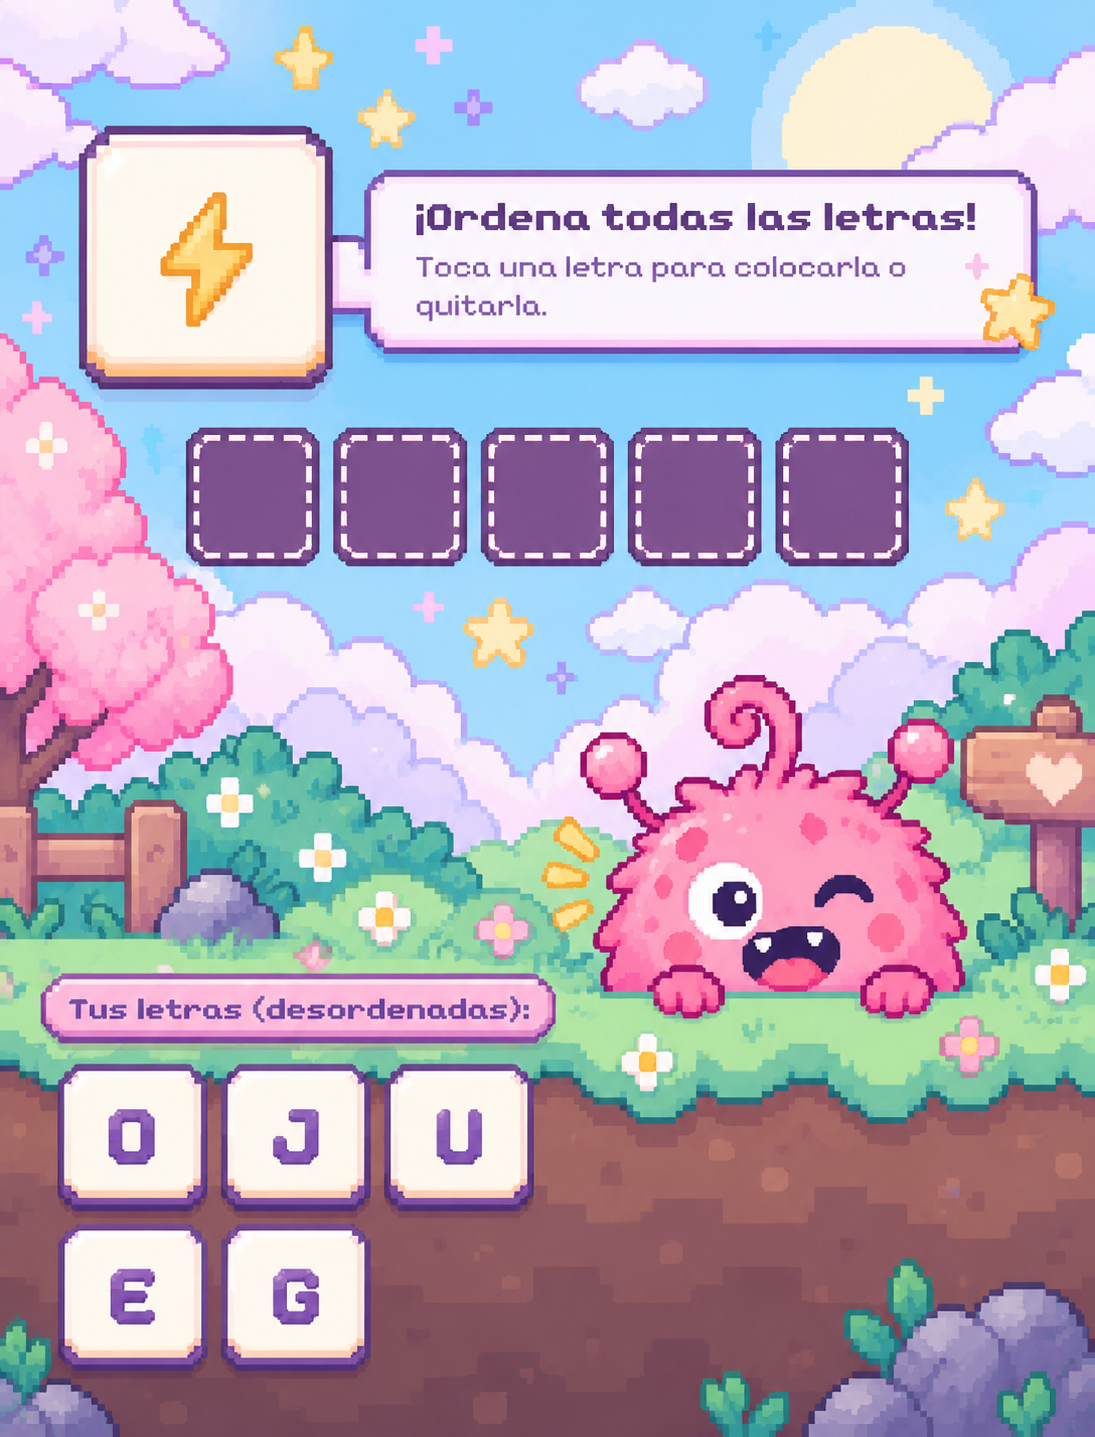 ¡Ordena todas las letras!
Toca una letra para colocarla o
quitarla.
Tus letras (desordenadas):
O J U
E G